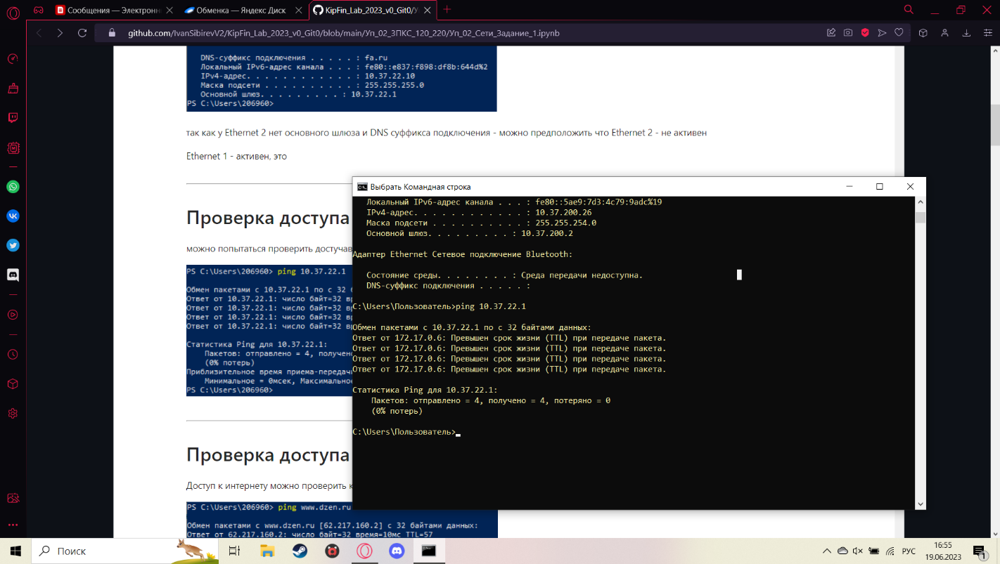 Сообщения — Электронн
Обменка — Яндекс Диск
KipFin_Lab_2023_v0_Git0/У
github.com/IvanSibirevV2/KipFin_Lab_2023_v0_Git0/blob/main/Уп_02_3ПКС_120_220/Уп_02_Сети_Задание_1.ipynb
DNS-суффикс подключения . . . . . : fa.ru
Локальный IPv6-адрес канала . . . : fe80::e837:f898:df8b:644d%2
IPv4-адрес. . . . . . . . . . . . : 10.37.22.10
Маска подсети . . . . . . . . . . : 255.255.255.0
Основной шлюз. . . . . . . . . : 10.37.22.1
PS C:\Users\206960>
так как у Ethernet 2 нет основного шлюза и DNS суффикса подключения - можно предположить что Ethernet 2 - не активен
Ethernet 1 - активен, это
Проверка доступа
можно попытаться проверить достучав
PS C:\Users\206960> ping 10.37.22.1
Обмен пакетами с 10.37.22.1 по с 32 б
Ответ от 10.37.22.1: число байт=32 вр
Ответ от 10.37.22.1: число байт=32 вр
Ответ от 10.37.22.1: число байт=32 вр
Ответ от 10.37.22.1: число байт=32 вр
Статистика Ping для 10.37.22.1:
Пакетов: отправлено = 4, получено
(0% потерь)
Приблизительное время приема-передачи
Минимальное = 0мсек, Максимальное
PS C:\Users\206960>
Проверка доступа
Доступ к интернету можно проверить к
PS C:\Users\206960> ping www.dzen.ru
Обмен пакетами с www.dzen.ru [62.217.160.2] с 32 байтами данных:
Ответ от 62.217.160.2: число байт=32 время=10мс TTL=57
Выбрать Командная строка
Локальный IPv6-адрес канала . . . : fe80::5ae9:7d3:4c79:9adc%19
IPv4-адрес. . . . . . . . . . . . : 10.37.200.26
Маска подсети . . . . . . . . . . : 255.255.254.0
Основной шлюз. . . . . . . . . : 10.37.200.2
Адаптер Ethernet Сетевое подключение Bluetooth:
Состояние среды. . . . . . . . : Среда передачи недоступна.
DNS-суффикс подключения . . . . . :
C:\Users\Пользователь>ping 10.37.22.1
Обмен пакетами с 10.37.22.1 по с 32 байтами данных:
Ответ от 172.17.0.6: Превышен срок жизни (TTL) при передаче пакета.
Ответ от 172.17.0.6: Превышен срок жизни (TTL) при передаче пакета.
Ответ от 172.17.0.6: Превышен срок жизни (TTL) при передаче пакета.
Ответ от 172.17.0.6: Превышен срок жизни (TTL) при передаче пакета.
Статистика Ping для 10.37.22.1:
Пакетов: отправлено = 4, получено = 4, потеряно = 0
(0% потерь)
C:\Users\Пользователь>
Поиск
РУС
16:55
19.06.2023
1